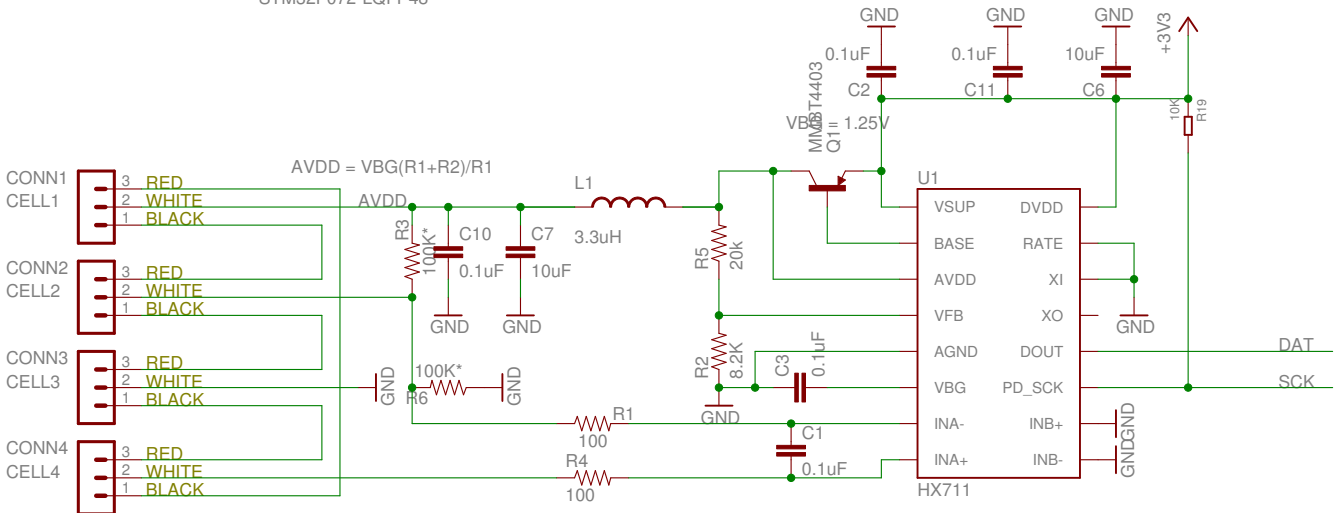 GND
GND
GND
+3V3
0.1uF
0.1uF
10uF
C2
C11
C6
MMBT4403
Q1
VBG = 1.25V
10K
R19
AVDD = VBG(R1+R2)/R1
CONN1
CELL1
3 RED
2 WHITE
1 BLACK
AVDD
L1
3.3uH
R3
100K*
C10
0.1uF
C7
10uF
GND
GND
R5
20k
U1
VSUP
DVDD
BASE
RATE
AVDD
XI
VFB
XO
AGND
DOUT
VBG
PD_SCK
INA-
INB+
INA+
INB-
HX711
GND
DAT
SCK
GND
GND
CONN2
CELL2
3 RED
2 WHITE
1 BLACK
R2
8.2K
C3
0.1uF
GND
CONN3
CELL3
3 RED
2 WHITE
1 BLACK
GND
100K*
R6
GND
R1
100
C1
0.1uF
CONN4
CELL4
3 RED
2 WHITE
1 BLACK
R4
100